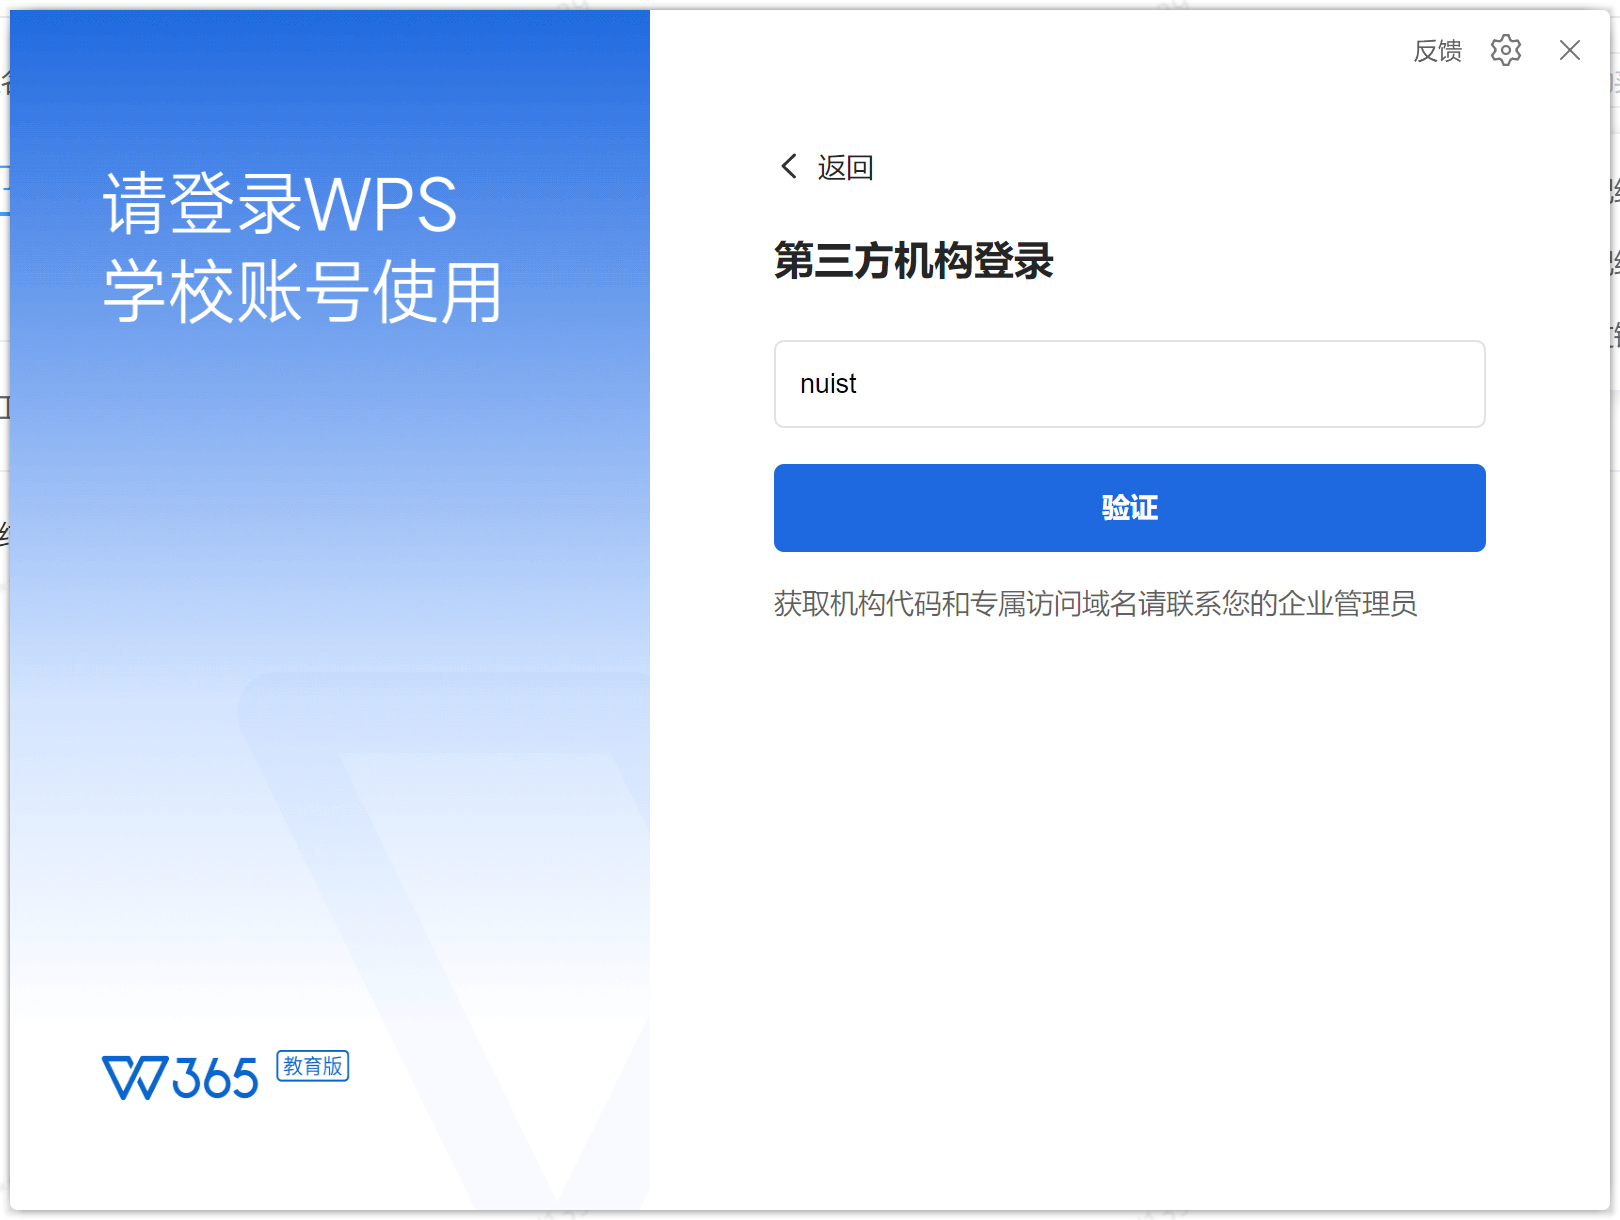 反馈
请登录WPS
学校账号使用
返回
第三方机构登录
nuist
验证
获取机构代码和专属访问域名请联系您的企业管理员
W365 教育版